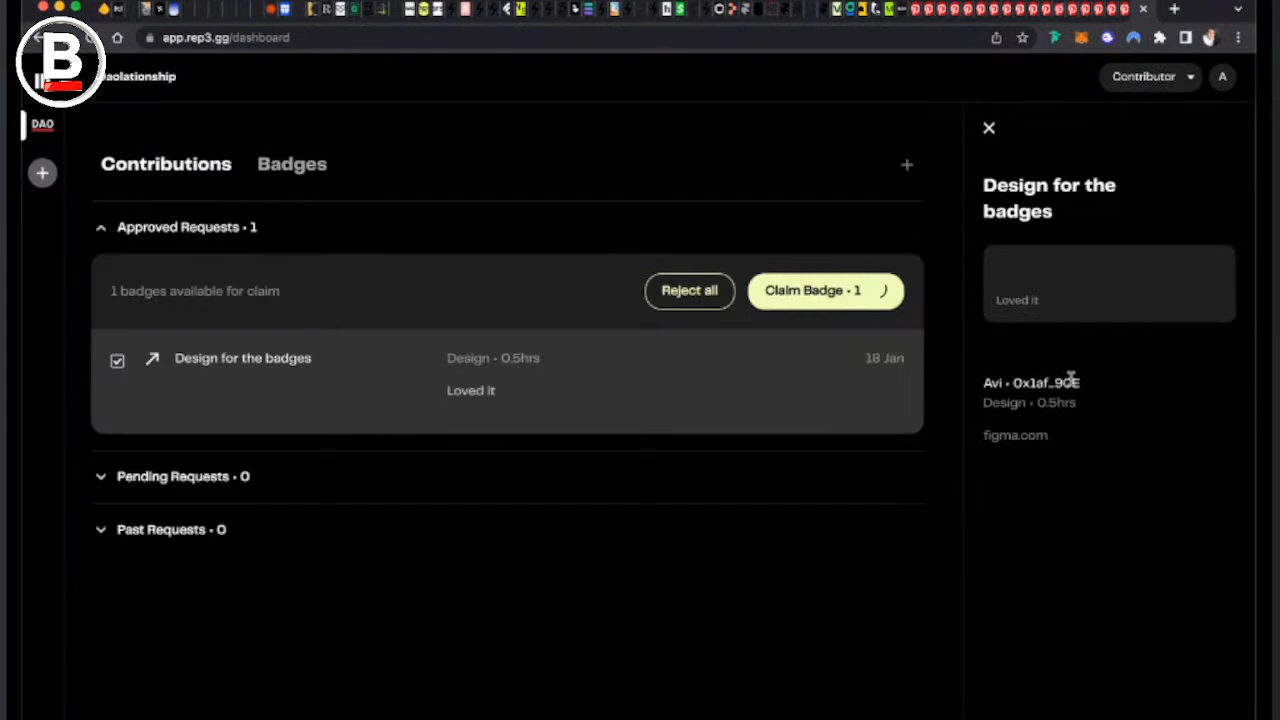 app.rep3.gg/dashboard
B
Daolationship
Contributor
A
DAO
Contributions Badges
Design for the
badges
Approved Requests • 1
1 badges available for claim
Reject all
Claim Badge • 1
Loved it
Design for the badges
Design • 0.5hrs
18 Jan
Loved it
Avi • 0x1af...9CE
Design • 0.5hrs
figma.com
Pending Requests • 0
Past Requests • 0